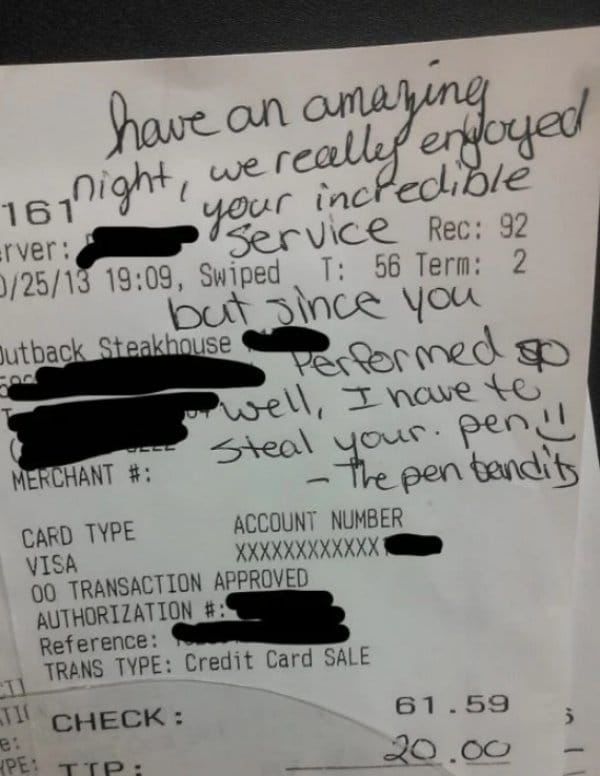 have an amazing
night, we really enjoyed
161
your incredible
service Rec: 92
erver:
0/25/13 19:09, Swiped T: 56 Term: 2
but since you
Outback Steakhouse
Performed so
well, I have to
steal your pen
- The pen bandits
MERCHANT #:
CARD TYPE ACCOUNT NUMBER
VISA XXXXXXXXXXXX
00 TRANSACTION APPROVED
AUTHORIZATION #:
Reference:
TRANS TYPE: Credit Card SALE
CHECK: 61.59
TIP: 20.00